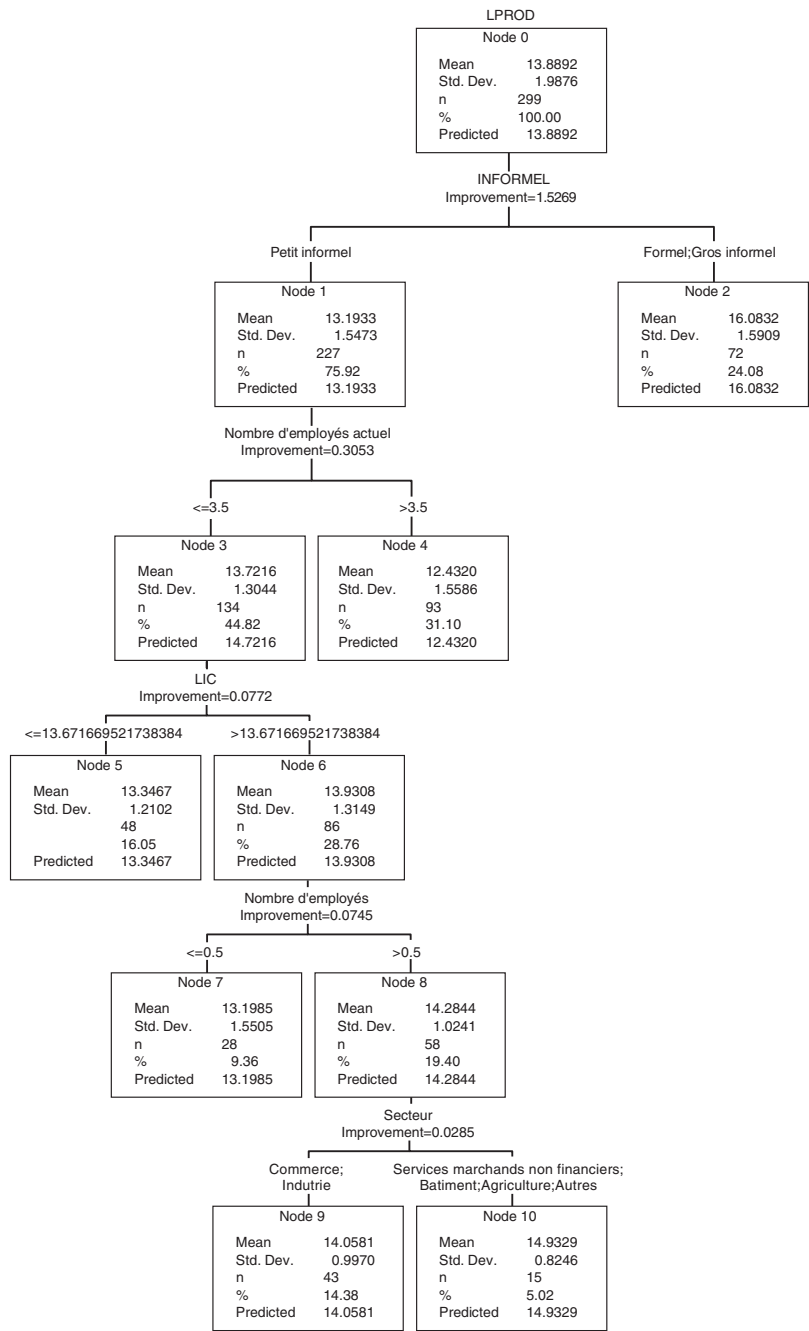 LPROD
Node 0
Mean 13.8892
Std. Dev. 1.9876
n 299
% 100.00
Predicted 13.8892
INFORMEL
Improvement=1.5269
Petit informel
Formel;Gros informel
Node 1
Mean 13.1933
Std. Dev. 1.5473
n 227
% 75.92
Predicted 13.1933
Node 2
Mean 16.0832
Std. Dev. 1.5909
n 72
% 24.08
Predicted 16.0832
Nombre d'employés actuel
Improvement=0.3053
<=3.5
>3.5
Node 3
Mean 13.7216
Std. Dev. 1.3044
n 134
% 44.82
Predicted 14.7216
Node 4
Mean 12.4320
Std. Dev. 1.5586
n 93
% 31.10
Predicted 12.4320
LIC
Improvement=0.0772
<=13.671669521738384
>13.671669521738384
Node 5
Mean 13.3467
Std. Dev. 1.2102
48
16.05
Predicted 13.3467
Node 6
Mean 13.9308
Std. Dev. 1.3149
n 86
% 28.76
Predicted 13.9308
Nombre d'employés
Improvement=0.0745
<=0.5
>0.5
Node 7
Mean 13.1985
Std. Dev. 1.5505
n 28
% 9.36
Predicted 13.1985
Node 8
Mean 14.2844
Std. Dev. 1.0241
n 58
% 19.40
Predicted 14.2844
Secteur
Improvement=0.0285
Commerce;
Indutrie
Services marchands non financiers;
Batiment;Agriculture;Autres
Node 9
Mean 14.0581
Std. Dev. 0.9970
n 43
% 14.38
Predicted 14.0581
Node 10
Mean 14.9329
Std. Dev. 0.8246
n 15
% 5.02
Predicted 14.9329